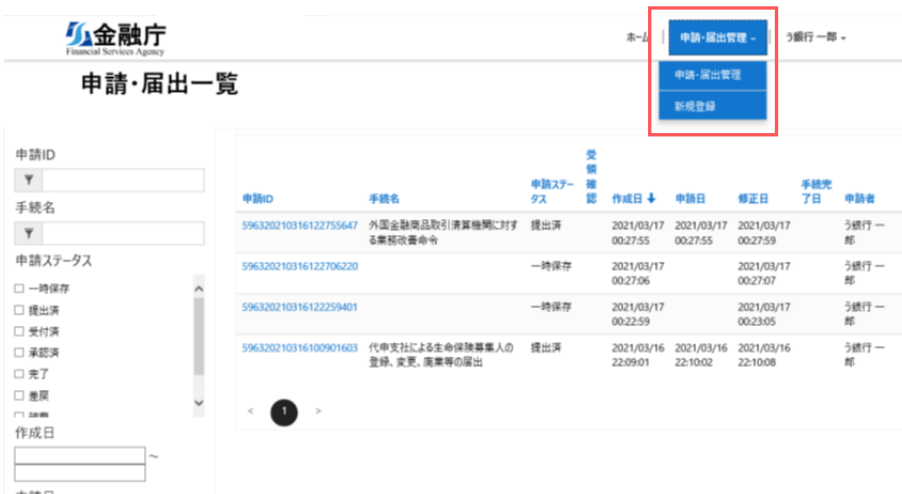 金融庁
Financial Services Agency
ホーム
申請・届出管理
う銀行 一郎
申請・届出管理
新規登録
申請・届出一覧
申請ID
手続名
申請ステータス
一時保存
提出済
受付済
承認済
完了
差戻
作成日
～
申請ID
手続名
申請ステー
タス
受
領
確
認
作成日
申請日
修正日
手続完
了日
申請者
596320210316122755647
外国金融商品取引清算機関に対す
る業務改善命令
提出済
2021/03/17
00:27:55
2021/03/17
00:27:55
2021/03/17
00:27:59
う銀行 一
郎
596320210316122706220
一時保存
2021/03/17
00:27:06
2021/03/17
00:27:07
う銀行 一
郎
596320210316122259401
一時保存
2021/03/17
00:22:59
2021/03/17
00:23:05
う銀行 一
郎
596320210316100901603
代申支社による生命保険募集人の
登録、変更、廃業等の届出
提出済
2021/03/16
22:09:01
2021/03/16
22:10:02
2021/03/16
22:10:08
う銀行 一
郎
< 1 >